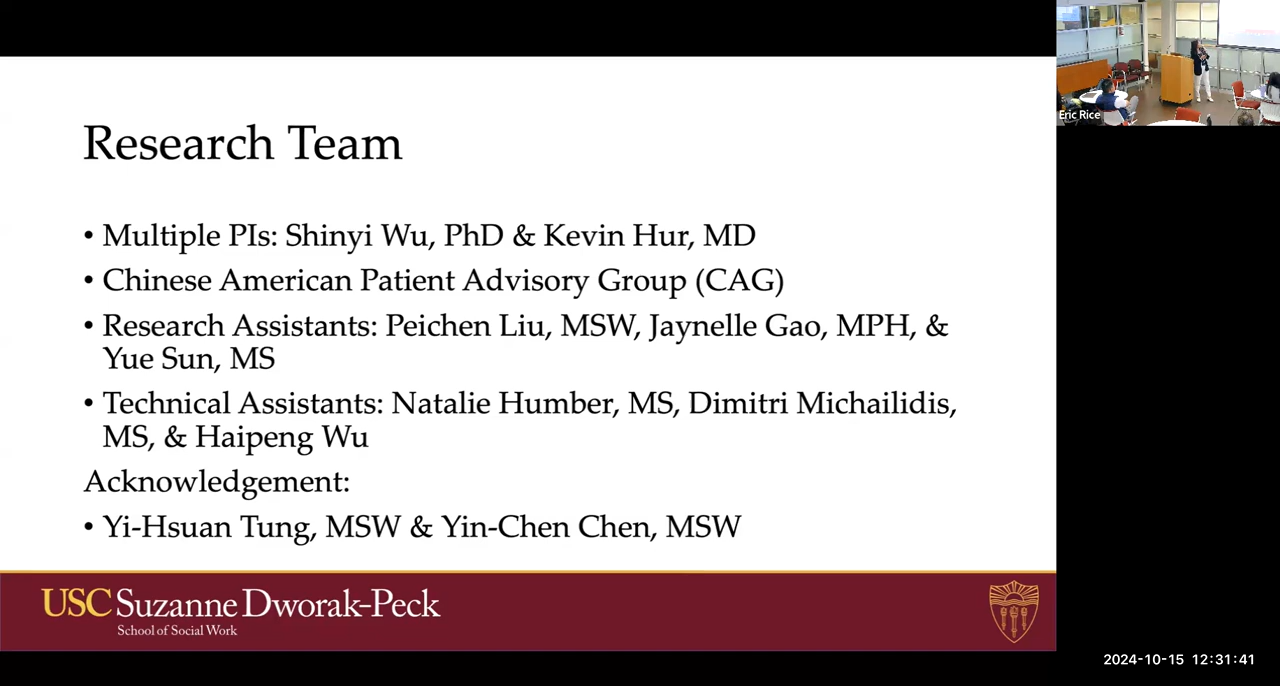 Research Team
• Multiple PIs: Shinyi Wu, PhD & Kevin Hur, MD
• Chinese American Patient Advisory Group (CAG)
• Research Assistants: Peichen Liu, MSW, Jaynelle Gao, MPH, &
Yue Sun, MS
• Technical Assistants: Natalie Humber, MS, Dimitri Michailidis,
MS, & Haipeng Wu
Acknowledgement:
• Yi-Hsuan Tung, MSW & Yin-Chen Chen, MSW
USC Suzanne Dworak-Peck
School of Social Work
Eric Rice
2024-10-15 12:31:41